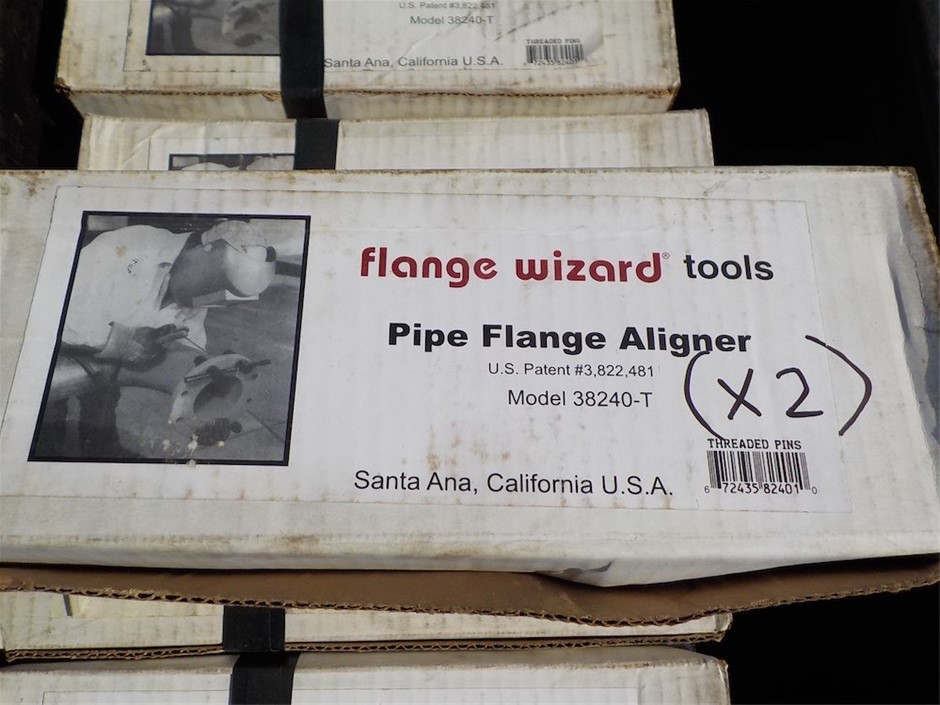 U.S. Patent #3,822,481
Model 38240-T
THREADED PINS
Santa Ana, California U.S.A.
flange wizard® tools
Pipe Flange Aligner
U.S. Patent #3,822,481
Model 38240-T
(X2)
THREADED PINS
6 72435 82401 0
Santa Ana, California U.S.A.